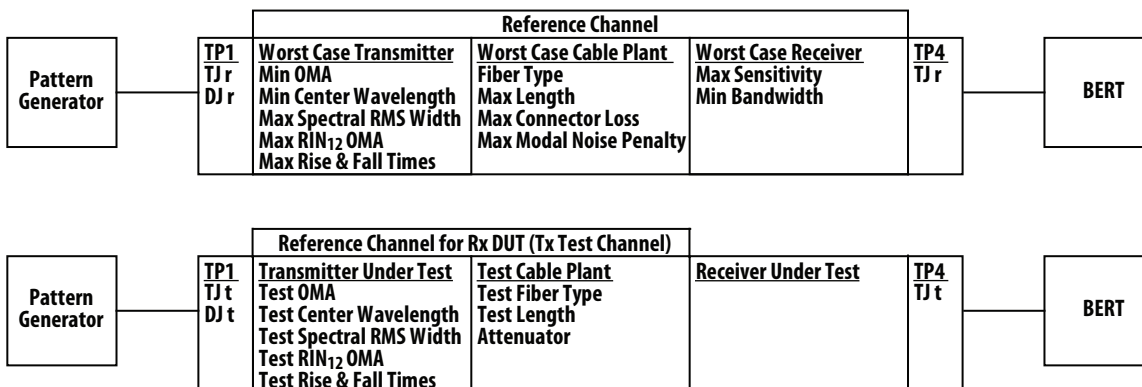 Reference Channel
Pattern
Generator
TP1
TJ r
DJ r
Worst Case Transmitter
Min OMA
Min Center Wavelength
Max Spectral RMS Width
Max RIN12 OMA
Max Rise & Fall Times
Worst Case Cable Plant
Fiber Type
Max Length
Max Connector Loss
Max Modal Noise Penalty
Worst Case Receiver
Max Sensitivity
Min Bandwidth
TP4
TJ r
BERT
Reference Channel for Rx DUT (Tx Test Channel)
Pattern
Generator
TP1
TJ t
DJ t
Transmitter Under Test
Test OMA
Test Center Wavelength
Test Spectral RMS Width
Test RIN12 OMA
Test Rise & Fall Times
Test Cable Plant
Test Fiber Type
Test Length
Attenuator
Receiver Under Test
TP4
TJ t
BERT